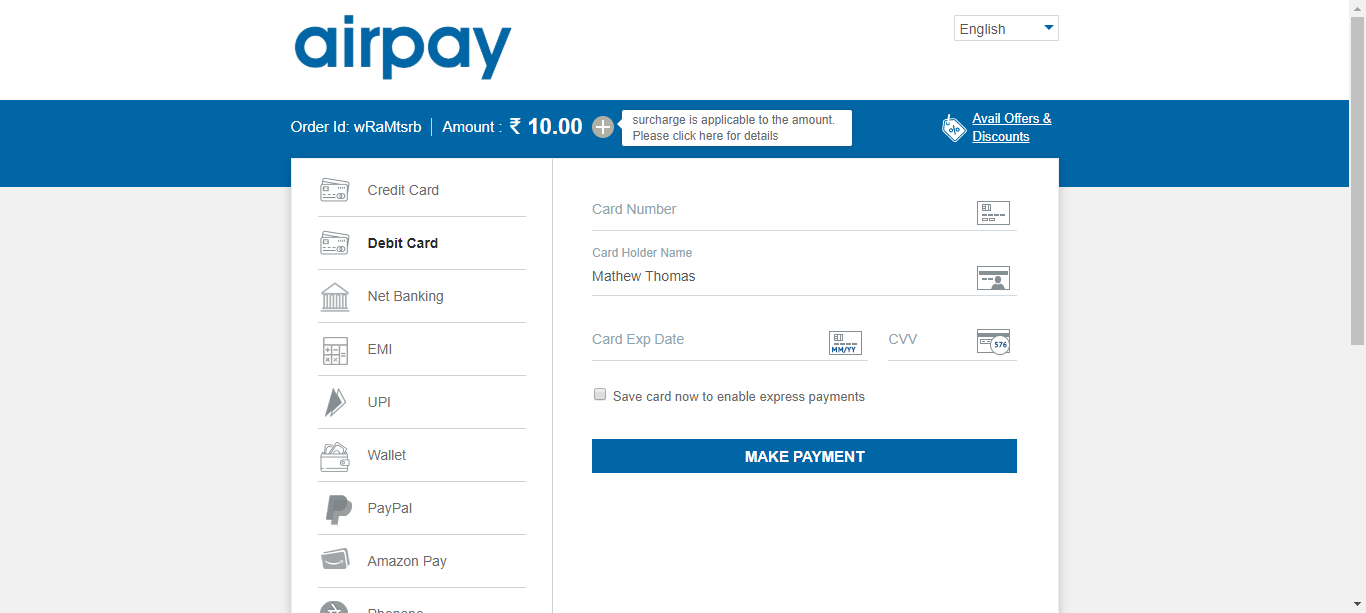 airpay
English
Order Id: wRaMtsrb
Amount : ₹ 10.00
surcharge is applicable to the amount.
Please click here for details
Avail Offers &
Discounts
Credit Card
Debit Card
Net Banking
EMI
UPI
Wallet
PayPal
Amazon Pay
Phonepe
Card Number
Card Holder Name
Mathew Thomas
Card Exp Date
MM/YY
CVV
576
Save card now to enable express payments
MAKE PAYMENT